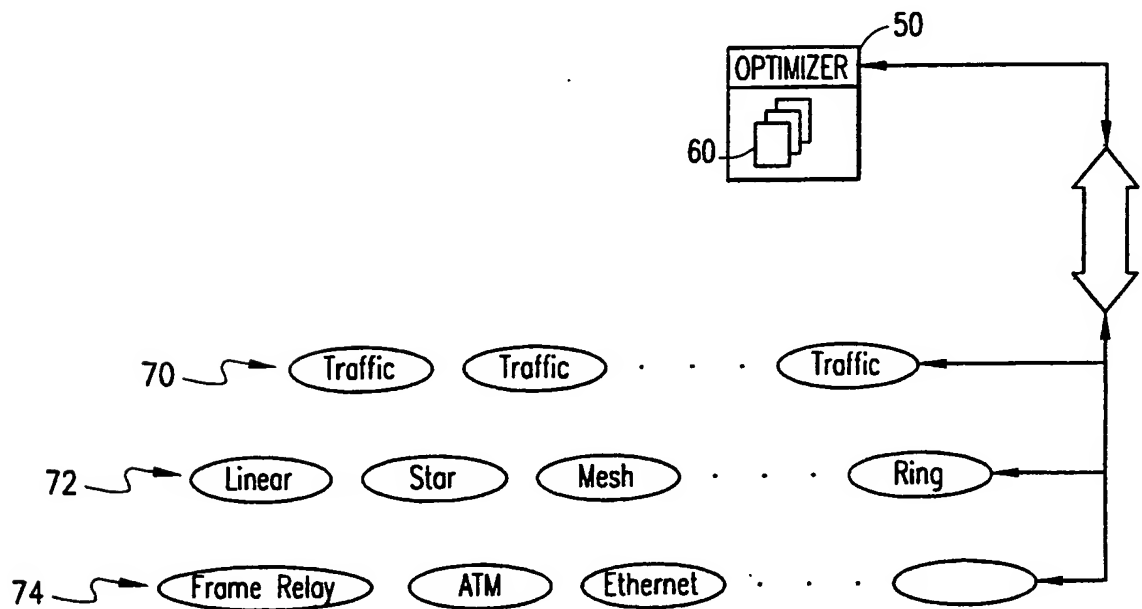 50
OPTIMIZER
60
70 Traffic Traffic . . . Traffic
72 Linear Star Mesh . . . Ring
74 Frame Relay ATM Ethernet . . .